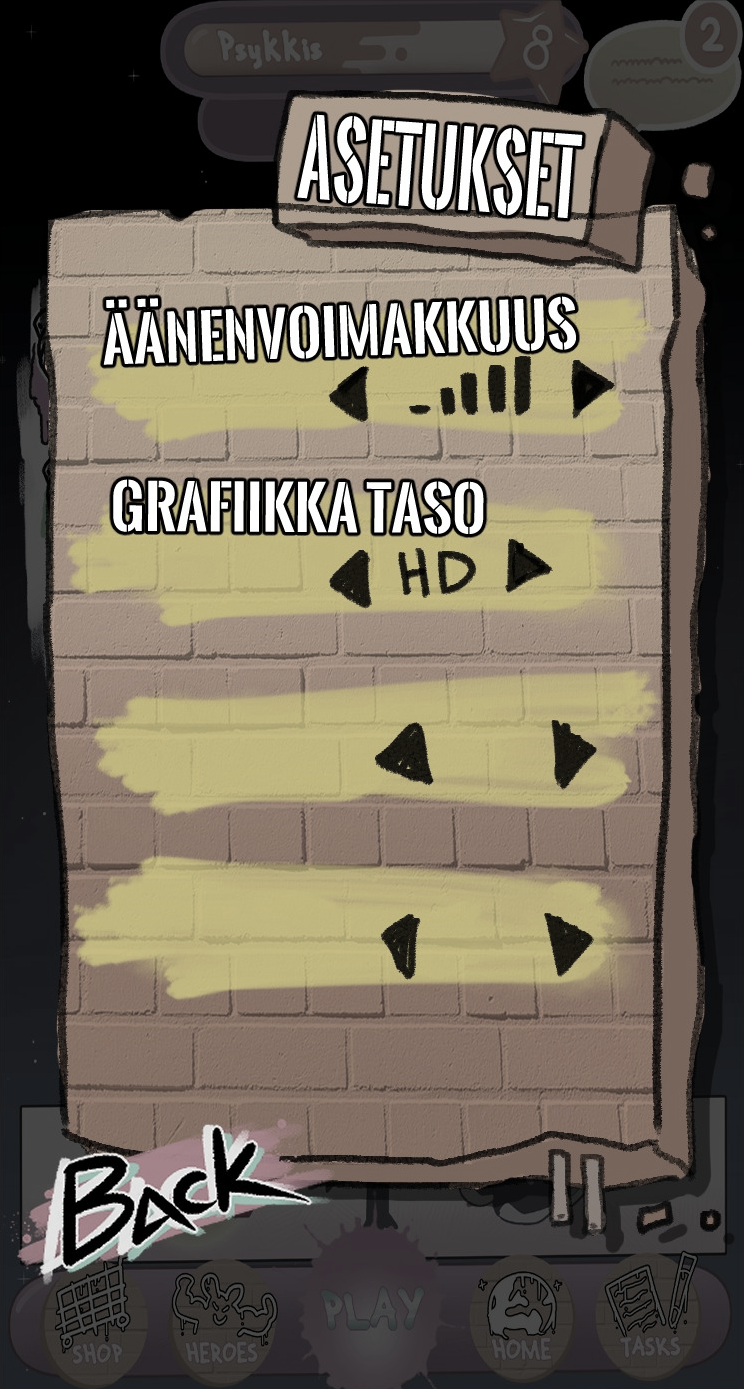 Psykkis
8
2
ASETUKSET
ÄÄNENVOIMAKKUUS
GRAFIIKKA TASO
HD
BACK
PLAY
SHOP
HEROES
HOME
TASKS